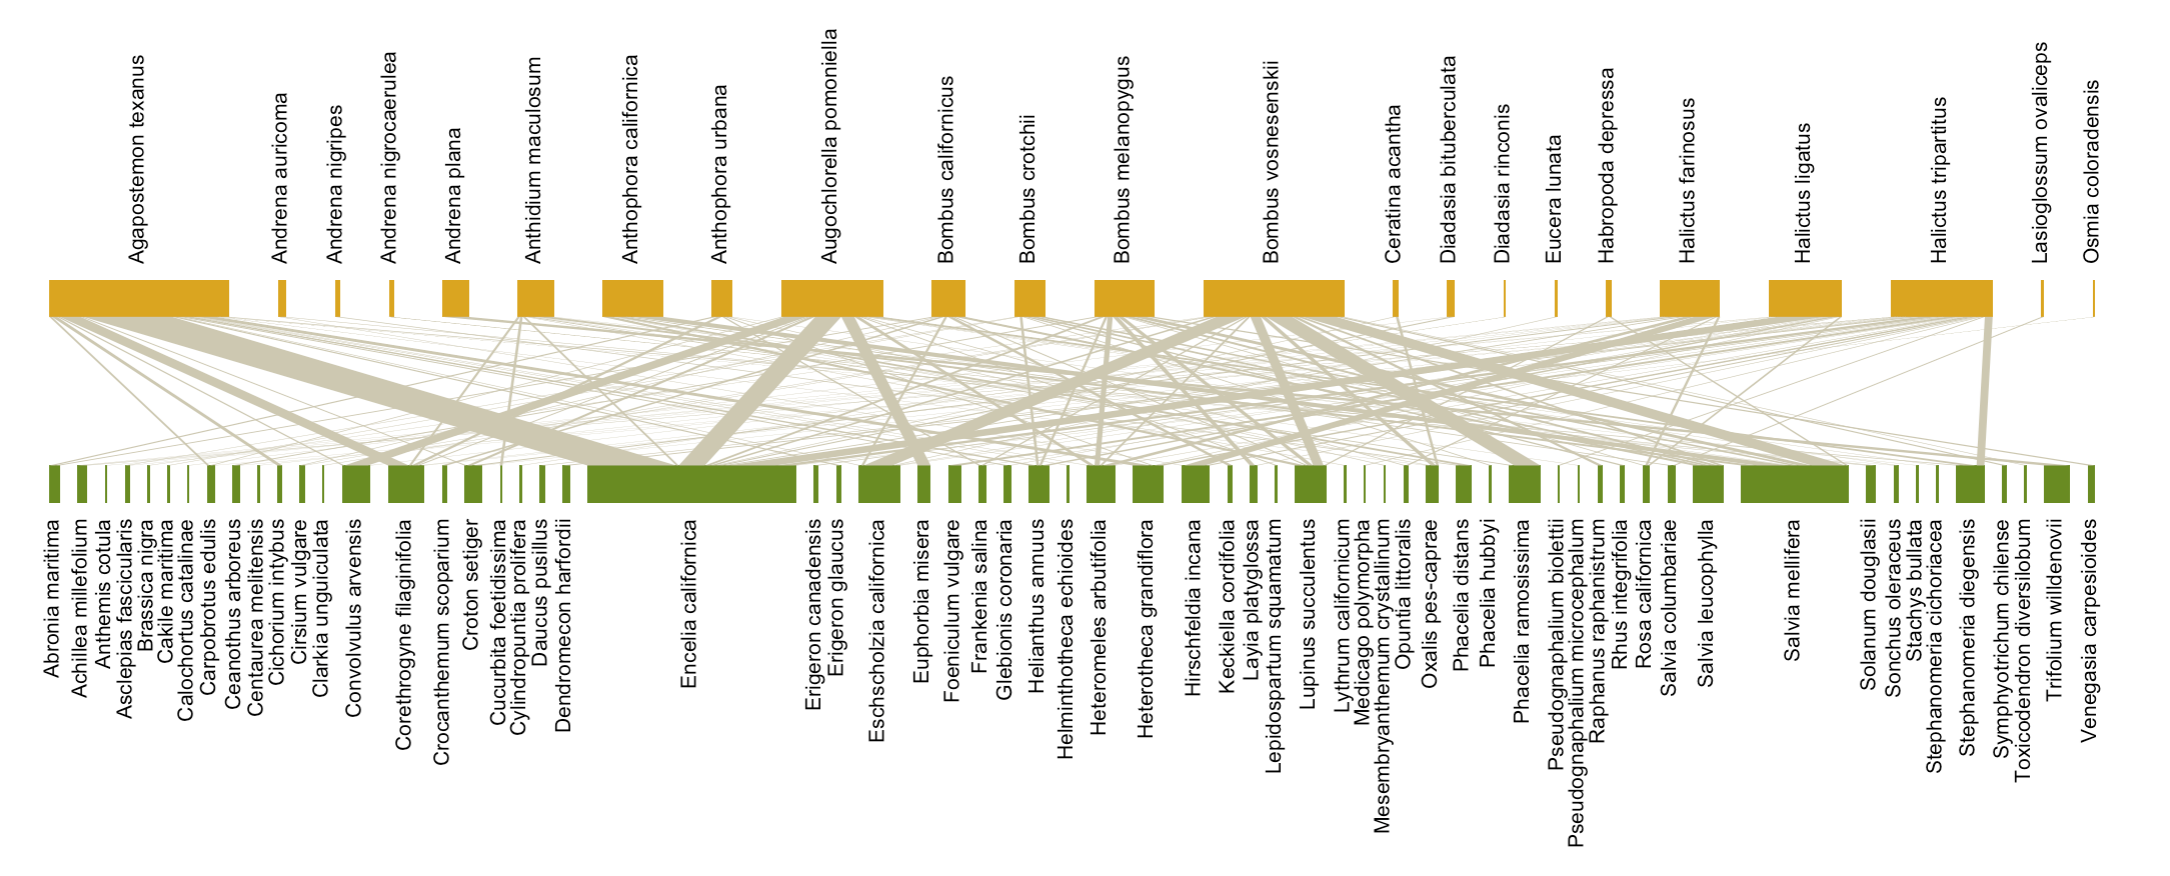 Agapostemon texanus
Andrena auricoma
Andrena nigripes
Andrena nigrocaerulea
Andrena plana
Anthidium maculosum
Anthophora californica
Anthophora urbana
Augochlorella pomoniella
Bombus californicus
Bombus crotchii
Bombus melanopygus
Bombus vosnesenskii
Ceratina acantha
Diadasia bituberculata
Diadasia rinconis
Eucera lunata
Habropoda depressa
Halictus farinosus
Halictus ligatus
Halictus tripartitus
Lasioglossum ovaliceps
Osmia coloradensis
Abronia maritima
Achillea millefolium
Anthemis cotula
Asclepias fascicularis
Brassica nigra
Cakile maritima
Calochortus catalinae
Carpobrotus edulis
Ceanothus arboreus
Centaurea melitensis
Cichorium intybus
Cirsium vulgare
Clarkia unguiculata
Convolvulus arvensis
Corethrogyne filaginifolia
Crocanthemum scoparium
Croton setiger
Cucurbita foetidissima
Cylindropuntia prolifera
Daucus pusillus
Dendromecon harfordii
Encelia californica
Erigeron canadensis
Erigeron glaucus
Eschscholzia californica
Euphorbia misera
Foeniculum vulgare
Frankenia salina
Glebionis coronaria
Helianthus annuus
Helminthotheca echioides
Heteromeles arbutifolia
Heterotheca grandiflora
Hirschfeldia incana
Keckiella cordifolia
Layia platyglossa
Lepidospartum squamatum
Lupinus succulentus
Lythrum californicum
Medicago polymorpha
Mesembryanthemum crystallinum
Opuntia littoralis
Oxalis pes-caprae
Phacelia distans
Phacelia hubbyi
Phacelia ramosissima
Pseudognaphalium biolettii
Pseudognaphalium microcephalum
Raphanus raphanistrum
Rhus integrifolia
Rosa californica
Salvia columbariae
Salvia leucophylla
Salvia mellifera
Solanum douglasii
Sonchus oleraceus
Stachys bullata
Stephanomeria cichoriacea
Stephanomeria diegensis
Symphyotrichum chilense
Toxicodendron diversilobum
Trifolium willdenovii
Venegasia carpesioides